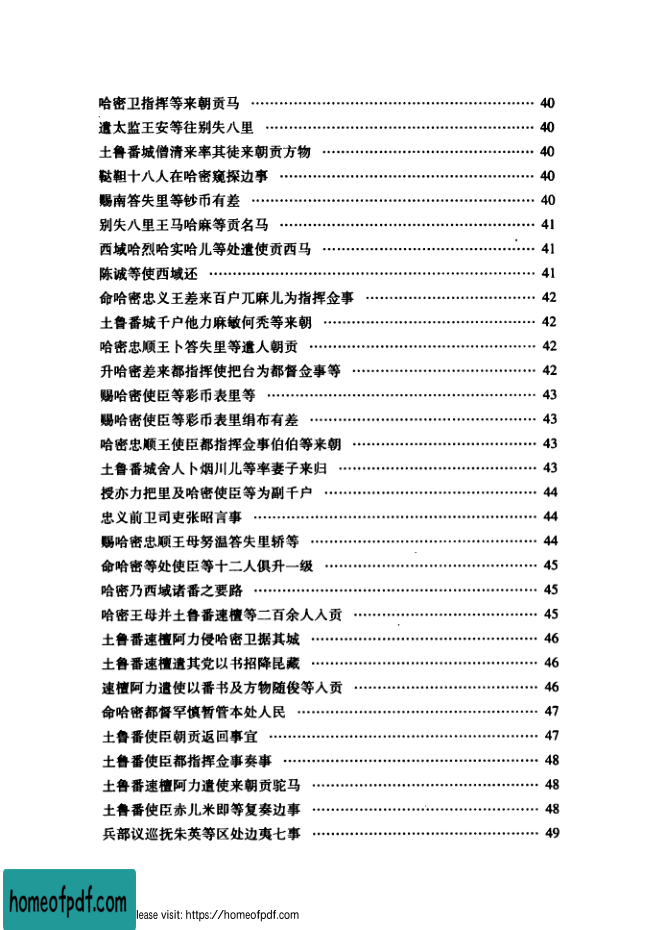 哈密卫指挥等来朝贡马 …… 40
遣太监王安等往别失八里 …… 40
土鲁番城僧清来率其徒来朝贡方物 …… 40
鞑靼十八人在哈密窥探边事 …… 40
赐南答失里等钞币有差 …… 40
别失八里王马哈麻等贡名马 …… 41
西域哈烈哈实哈儿等处遣使贡西马 …… 41
陈诚等使西域还 …… 41
命哈密忠义王差来百户兀麻儿为指挥佥事 …… 42
土鲁番城千户他力麻敏何秃等来朝 …… 42
哈密忠顺王卜答失里等遣人朝贡 …… 42
升哈密差来都指挥使把台为都督佥事等 …… 42
赐哈密使臣等彩币表里等 …… 43
赐哈密使臣等彩币表里绢布有差 …… 43
哈密忠顺王使臣都指挥佥事伯伯等来朝 …… 43
土鲁番城舍人卜烟川儿等率妻子来归 …… 43
授亦力把里及哈密使臣等为副千户 …… 44
忠义前卫司吏张昭言事 …… 44
赐哈密忠顺王母努温答失里轿等 …… 44
命哈密等处使臣等十二人俱升一级 …… 45
哈密乃西域诸番之要路 …… 45
哈密王母并土鲁番速檀等二百余人入贡 …… 45
土鲁番速檀阿力侵哈密卫据其城 …… 46
土鲁番速檀遣其党以书招降昆藏 …… 46
速檀阿力遣使以番书及方物随俊等入贡 …… 46
命哈密都督罕慎暂管本处人民 …… 47
土鲁番使臣朝贡返回事宜 …… 47
土鲁番使臣都指挥佥事奏事 …… 48
土鲁番速檀阿力遣使来朝贡驼马 …… 48
土鲁番使臣赤儿米即等复奏边事 …… 48
兵部议巡抚朱英等区处边夷七事 …… 49
homeofpdf.com
lease visit: https://homeofpdf.com